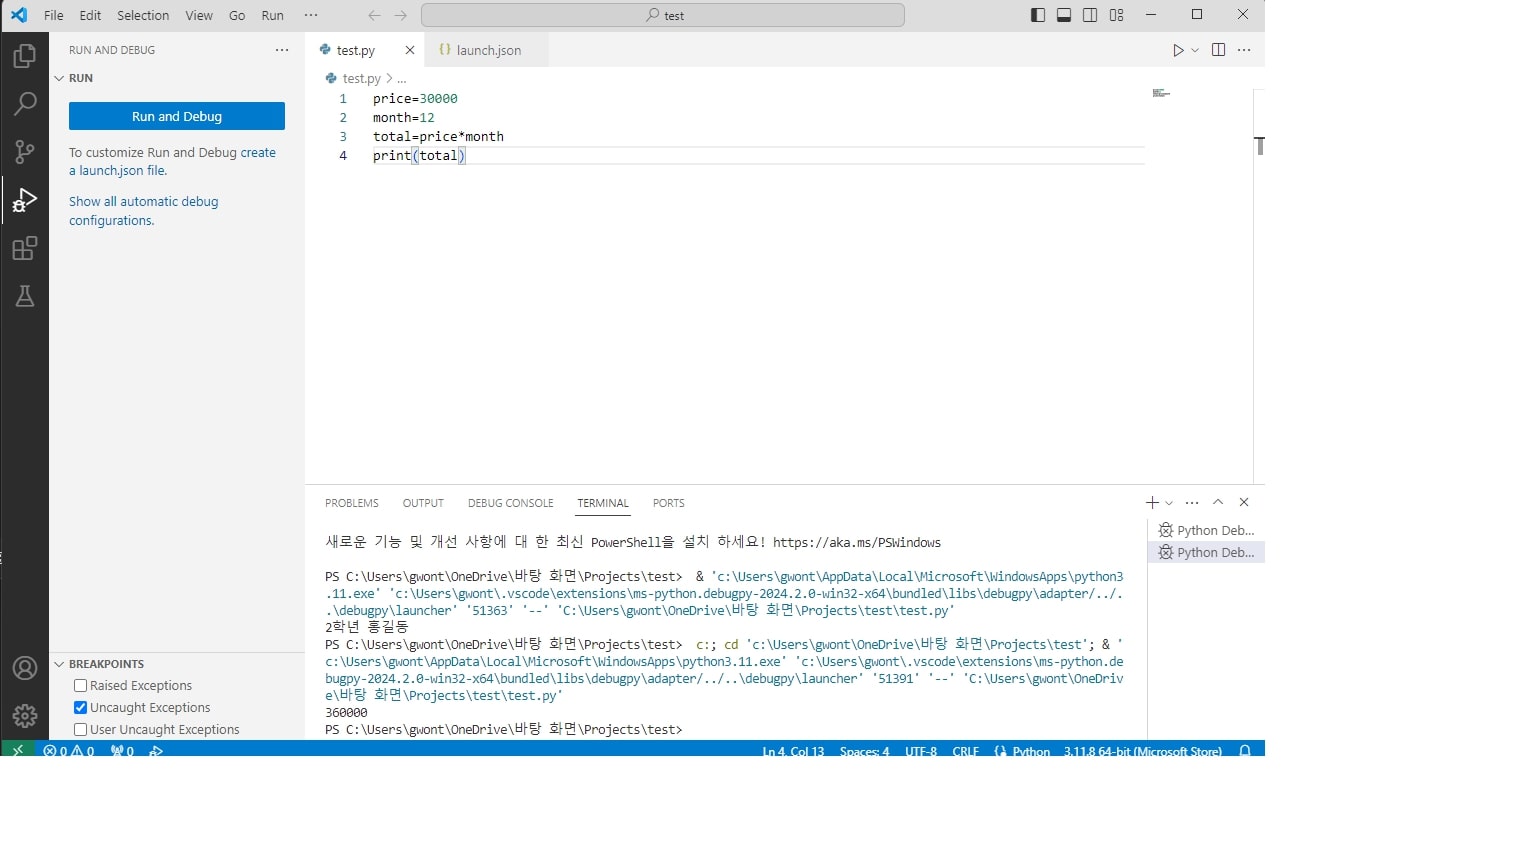 File Edit Selection View Go Run ···
test
RUN AND DEBUG ···
RUN
Run and Debug
To customize Run and Debug create
a launch.json file.
Show all automatic debug
configurations.
test.py
{} launch.json
test.py > ...
1 price=30000
2 month=12
3 total=price*month
4 print(total)
PROBLEMS OUTPUT DEBUG CONSOLE TERMINAL PORTS
새로운 기능 및 개선 사항에 대 한 최신 PowerShell을 설치 하세요! https://aka.ms/PSWindows
PS C:\Users\gwont\OneDrive\바탕 화면\Projects\test>  & 'c:\Users\gwont\AppData\Local\Microsoft\WindowsApps\python3
.11.exe' 'c:\Users\gwont\.vscode\extensions\ms-python.debugpy-2024.2.0-win32-x64\bundled\libs\debugpy\adapter/../.
.\debugpy\launcher' '51363' '--' 'C:\Users\gwont\OneDrive\바탕 화면\Projects\test\test.py'
2학년 홍길동
PS C:\Users\gwont\OneDrive\바탕 화면\Projects\test>  c:; cd 'c:\Users\gwont\OneDrive\바탕 화면\Projects\test'; & '
c:\Users\gwont\AppData\Local\Microsoft\WindowsApps\python3.11.exe' 'c:\Users\gwont\.vscode\extensions\ms-python.de
bugpy-2024.2.0-win32-x64\bundled\libs\debugpy\adapter/../..\debugpy\launcher' '51391' '--' 'C:\Users\gwont\OneDriv
e\바탕 화면\Projects\test\test.py'
360000
PS C:\Users\gwont\OneDrive\바탕 화면\Projects\test>
Python Deb...
Python Deb...
BREAKPOINTS
Raised Exceptions
Uncaught Exceptions
User Uncaught Exceptions
0 0 0
Ln 4, Col 13 Spaces: 4 UTF-8 CRLF Python 3.11.8 64-bit (Microsoft Store)